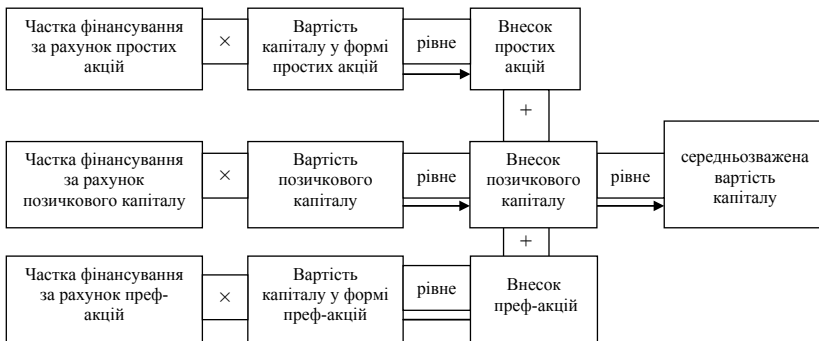 Частка фінансування
за рахунок простих
акцій
×
Вартість
капіталу у формі
простих акцій
рівне
Внесок
простих
акцій
+
Частка фінансування
за рахунок
позичкового капіталу
×
Вартість
позичкового
капіталу
рівне
Внесок
позичкового
капіталу
рівне
середньозважена
вартість
капіталу
+
Частка фінансування
за рахунок преф-
акцій
×
Вартість
капіталу у формі
преф-акцій
рівне
Внесок
преф-акцій